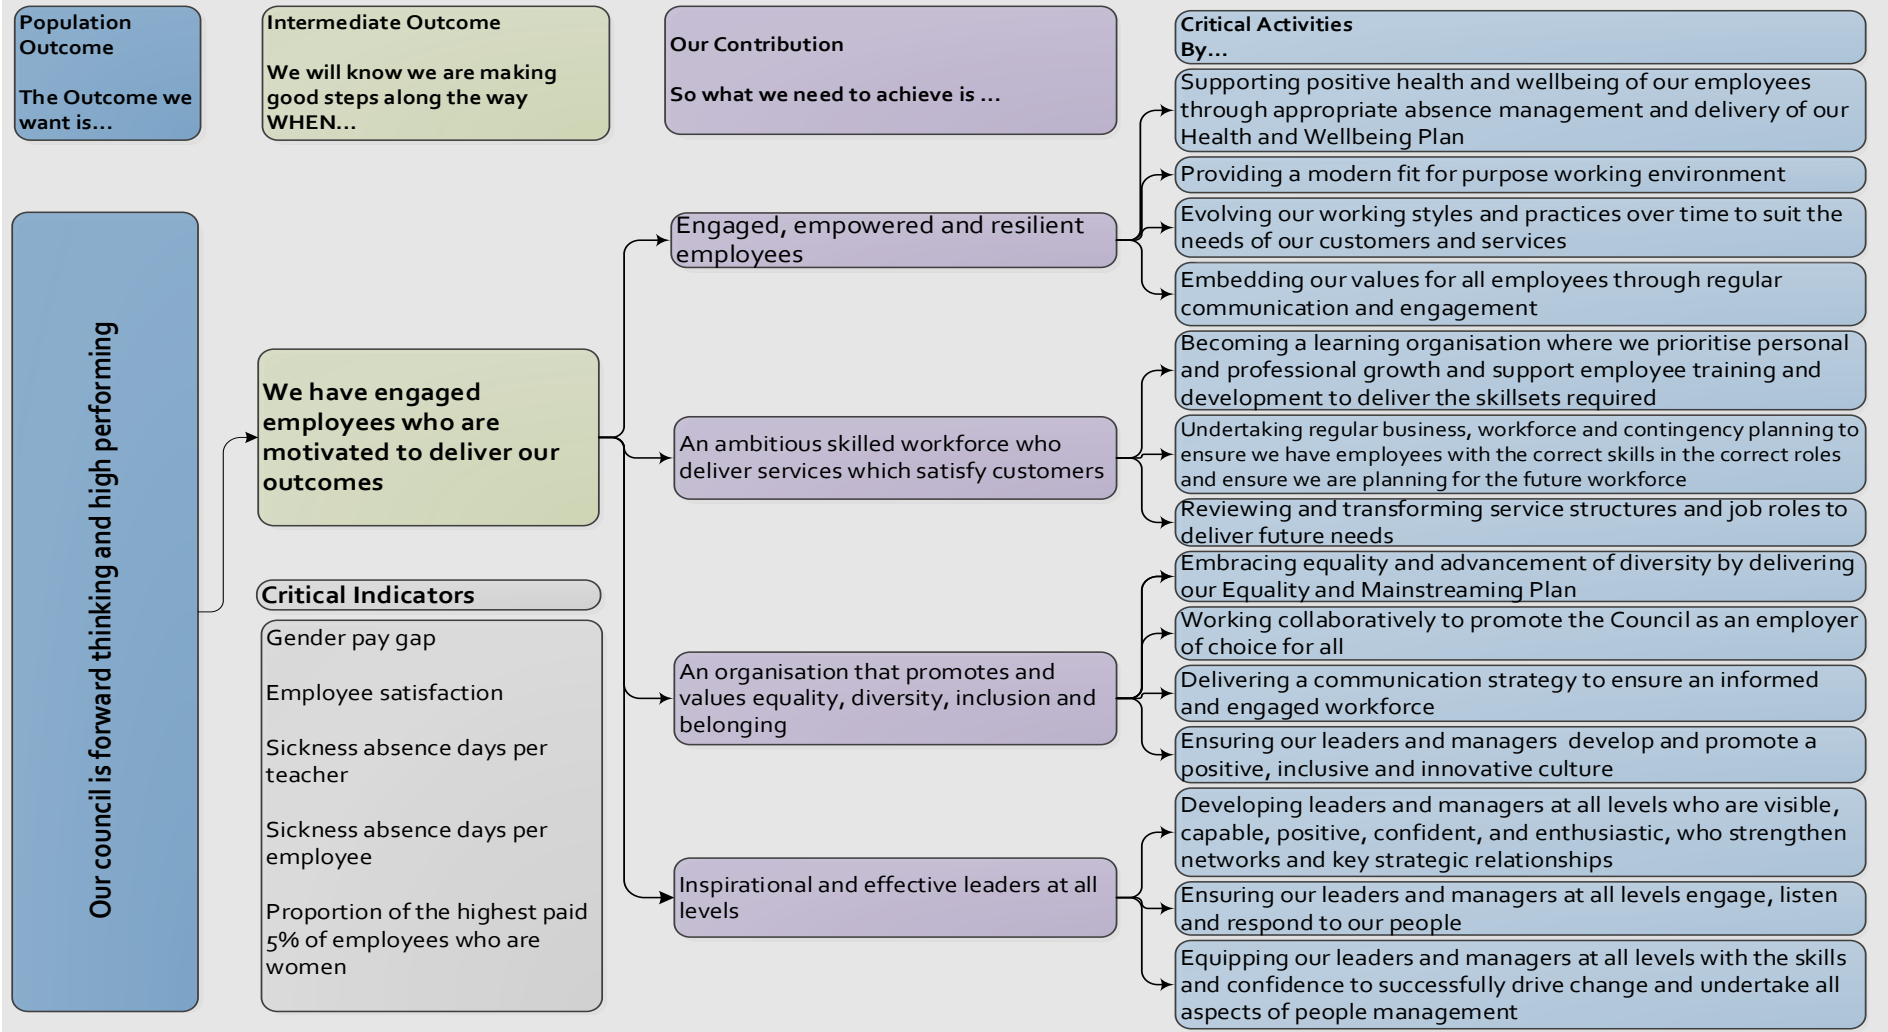 Population
Outcome
The Outcome we
want is...
Intermediate Outcome
We will know we are making
good steps along the way
WHEN...
Our Contribution
So what we need to achieve is ...
Critical Activities
By...
Our council is forward thinking and high performing
We have engaged
employees who are
motivated to deliver our
outcomes
Critical Indicators
Gender pay gap
Employee satisfaction
Sickness absence days per
teacher
Sickness absence days per
employee
Proportion of the highest paid
5% of employees who are
women
Engaged, empowered and resilient
employees
Supporting positive health and wellbeing of our employees
through appropriate absence management and delivery of our
Health and Wellbeing Plan
Providing a modern fit for purpose working environment
Evolving our working styles and practices over time to suit the
needs of our customers and services
Embedding our values for all employees through regular
communication and engagement
An ambitious skilled workforce who
deliver services which satisfy customers
Becoming a learning organisation where we prioritise personal
and professional growth and support employee training and
development to deliver the skillsets required
Undertaking regular business, workforce and contingency planning to
ensure we have employees with the correct skills in the correct roles
and ensure we are planning for the future workforce
Reviewing and transforming service structures and job roles to
deliver future needs
An organisation that promotes and
values equality, diversity, inclusion and
belonging
Embracing equality and advancement of diversity by delivering
our Equality and Mainstreaming Plan
Working collaboratively to promote the Council as an employer
of choice for all
Delivering a communication strategy to ensure an informed
and engaged workforce
Ensuring our leaders and managers  develop and promote a
positive, inclusive and innovative culture
Inspirational and effective leaders at all
levels
Developing leaders and managers at all levels who are visible,
capable, positive, confident, and enthusiastic, who strengthen
networks and key strategic relationships
Ensuring our leaders and managers at all levels engage, listen
and respond to our people
Equipping our leaders and managers at all levels with the skills
and confidence to successfully drive change and undertake all
aspects of people management